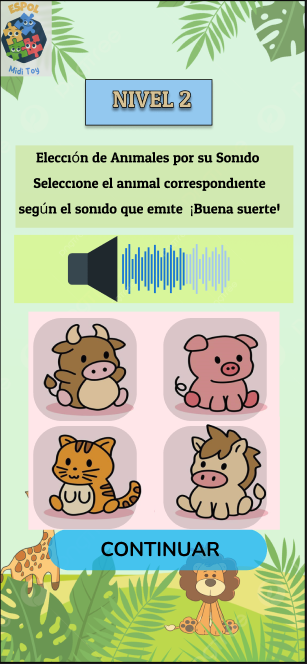 ESPOL
Midi Toy
NIVEL 2
Elección de Animales por su Sonido
Seleccione el animal correspondiente
según el sonido que emite ¡Buena suerte!
CONTINUAR